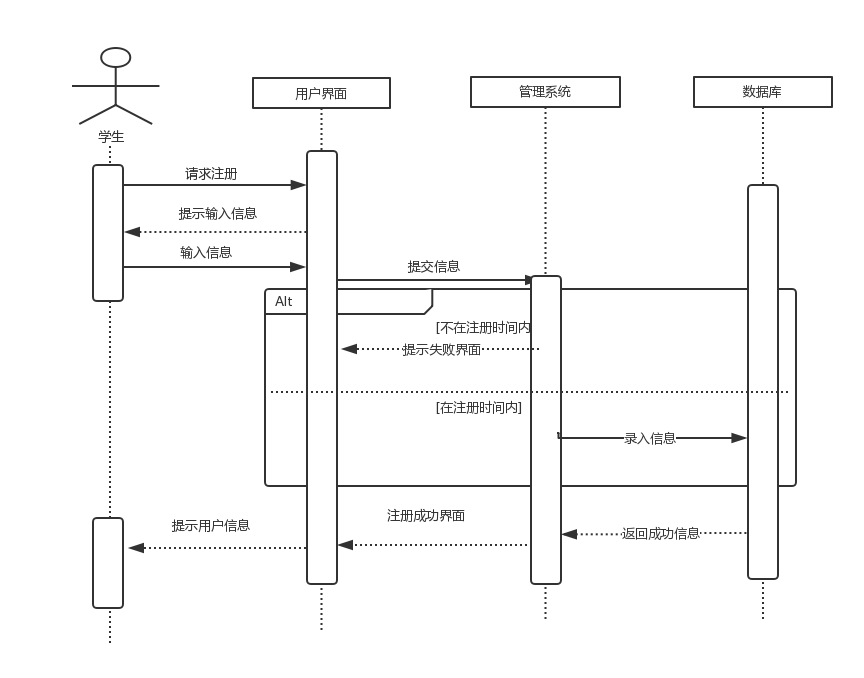 学生
用户界面
管理系统
数据库
请求注册
提示输入信息
输入信息
提交信息
Alt
[不在注册时间内
提示失败界面
[在注册时间内]
录入信息
注册成功界面
提示用户信息
返回成功信息